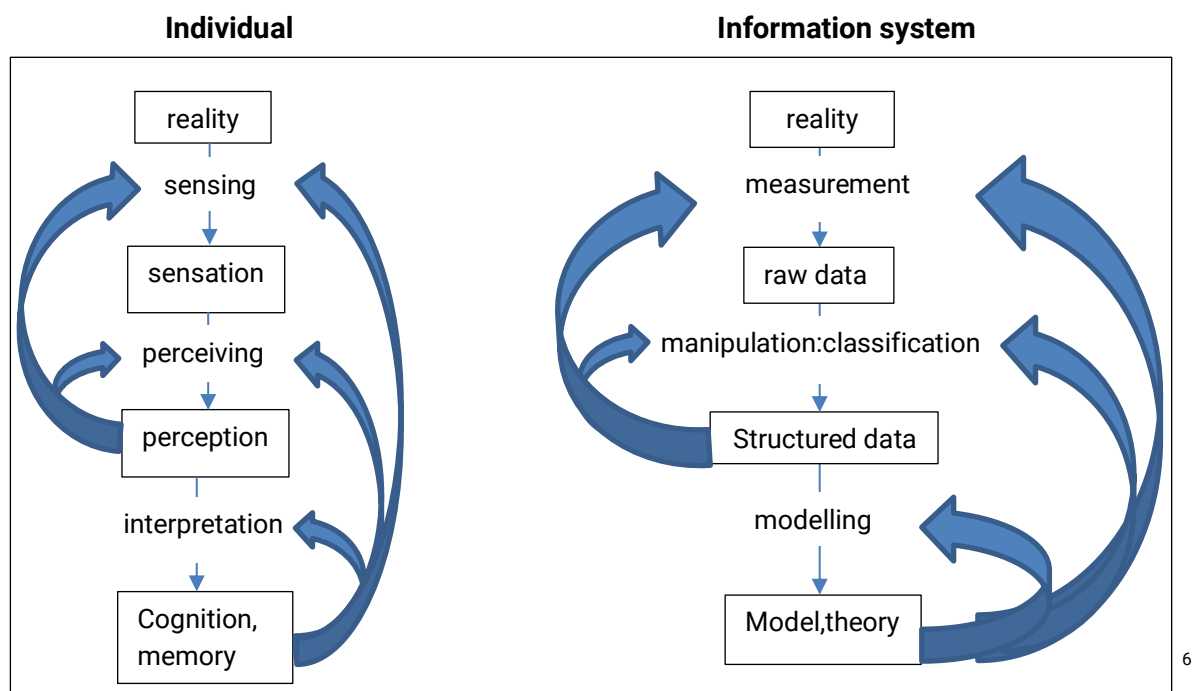 Individual
reality
sensing
sensation
perceiving
perception
interpretation
Cognition,
memory
Information system
reality
measurement
raw data
manipulation:classification
Structured data
modelling
Model,theory
6